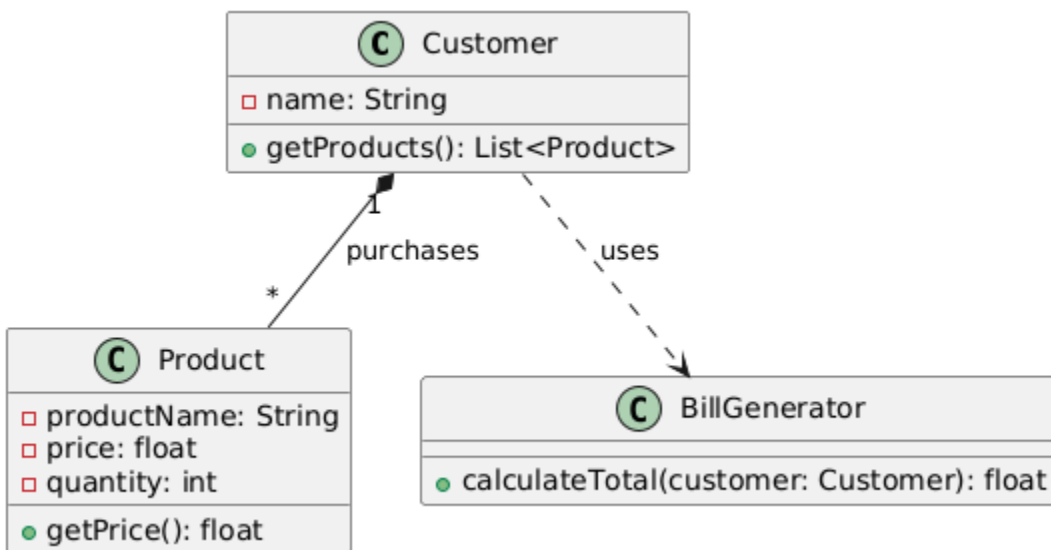 C Customer
name: String
getProducts(): List<Product>
1
purchases
uses
*
C Product
productName: String
price: float
quantity: int
getPrice(): float
C BillGenerator
calculateTotal(customer: Customer): float